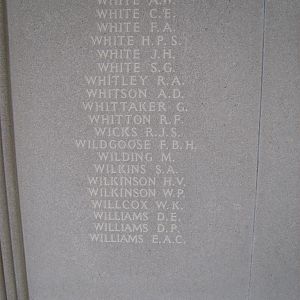 WHITE A.W.
WHITE C.E.
WHITE F.A.
WHITE H.P.S.
WHITE J.H.
WHITE S.G.
WHITLEY R.A.
WHITSON A.D.
WHITTAKER G.
WHITTON R.F.
WICKS R.J.S.
WILDGOOSE F.B.H.
WILDING M.
WILKINS S.A.
WILKINSON H.V.
WILKINSON W.P.
WILLCOX W.K.
WILLIAMS D.E.
WILLIAMS D.P.
WILLIAMS E.A.C.